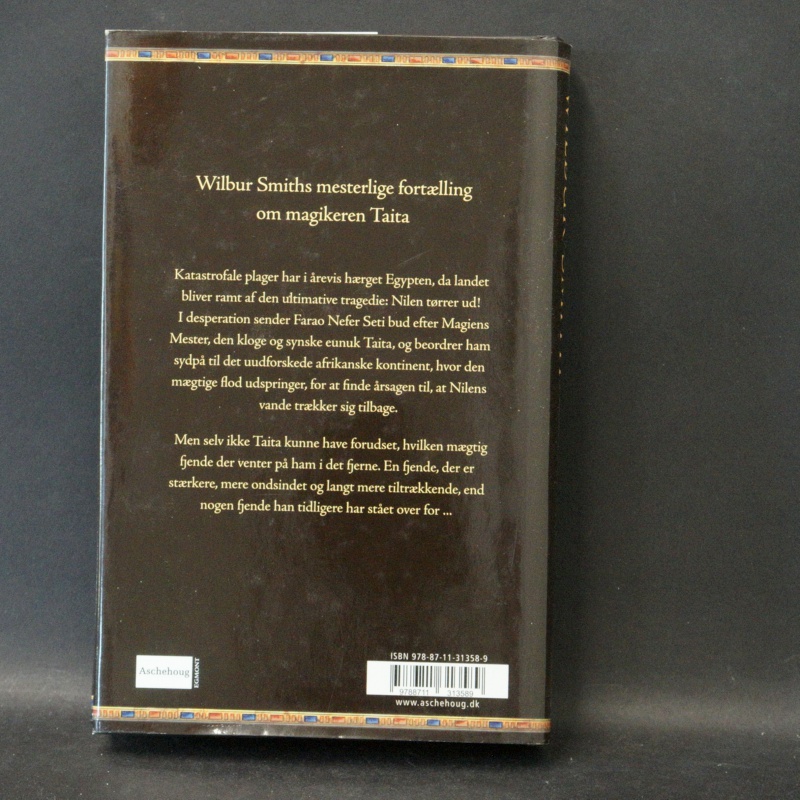 Wilbur Smiths mesterlige fortælling
om magikeren Taita
Katastrofale plager har i årevis hærget Egypten, da landet
bliver ramt af den ultimative tragedie: Nilen tørrer ud!
I desperation sender Farao Nefer Seti bud efter Magiens
Mester, den kloge og synske eunuk Taita, og beordrer ham
sydpå til det uudforskede afrikanske kontinent, hvor den
mægtige flod udspringer, for at finde årsagen til, at Nilens
vande trækker sig tilbage.
Men selv ikke Taita kunne have forudset, hvilken mægtig
fjende der venter på ham i det fjerne. En fjende, der er
stærkere, mere ondsindet og langt mere tiltrækkende, end
nogen fjende han tidligere har stået over for ...
Aschehoug
EGMONT
ISBN 978-87-11-31358-9
9788711 313589
www.aschehoug.dk